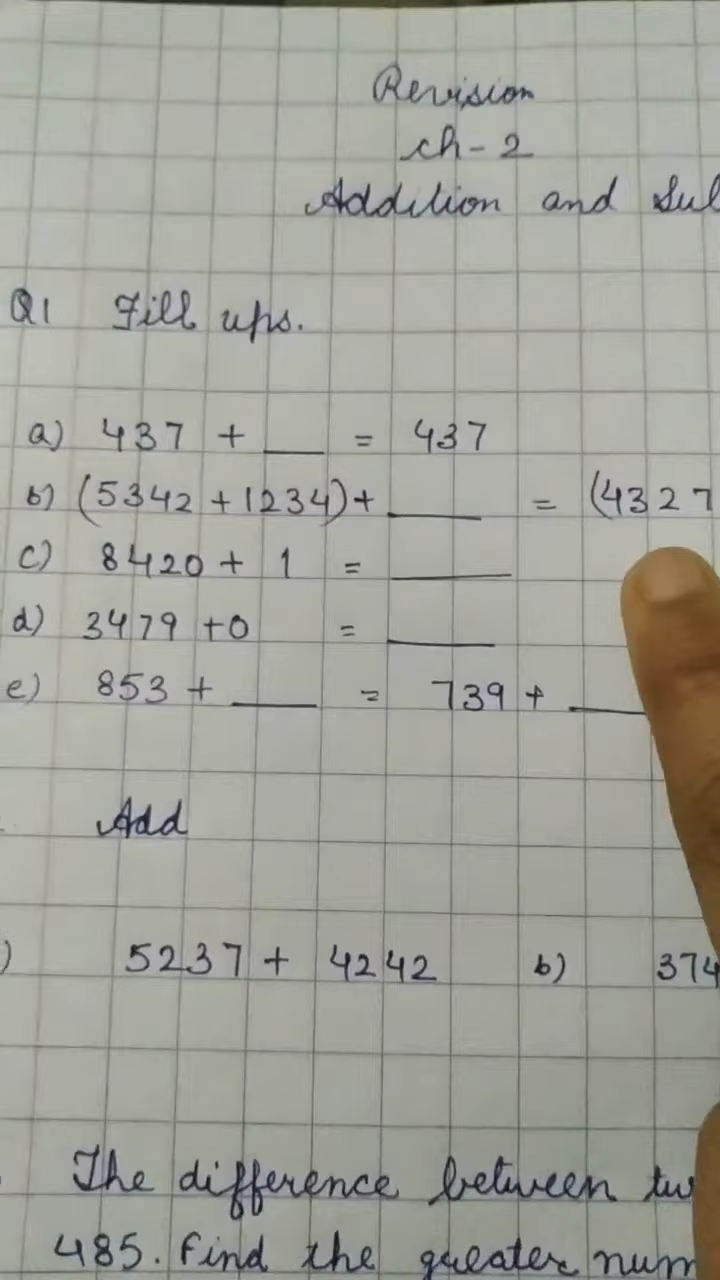 Revision
ch-2
Addition and
Q1 Fill ups.
a) 437 + ___ = 437
b) (5342 + 1234) + ___ = (4327
c) 8420 + 1 = ___
d) 3479 +0 = ___
e) 853 + ___ = 739 + ___
Add
) 5237 + 4242 b) 374
The difference between
485. Find the greater